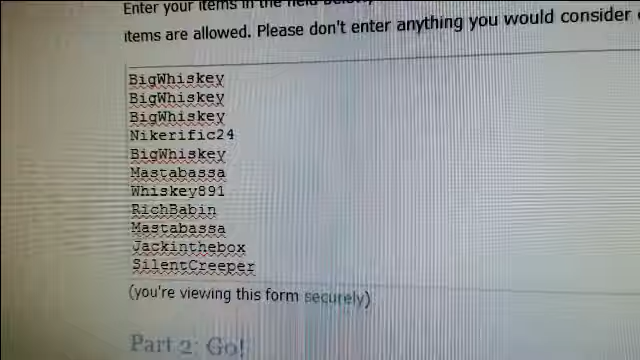 Enter your items in the field below,
items are allowed. Please don't enter anything you would consider
BigWhiskey
BigWhiskey
BigWhiskey
Nikerific24
BigWhiskey
Mastabassa
Whiskey891
RichBabin
Mastabassa
Jackinthebox
SilentCreeper
(you're viewing this form securely)
Part 2: Go!